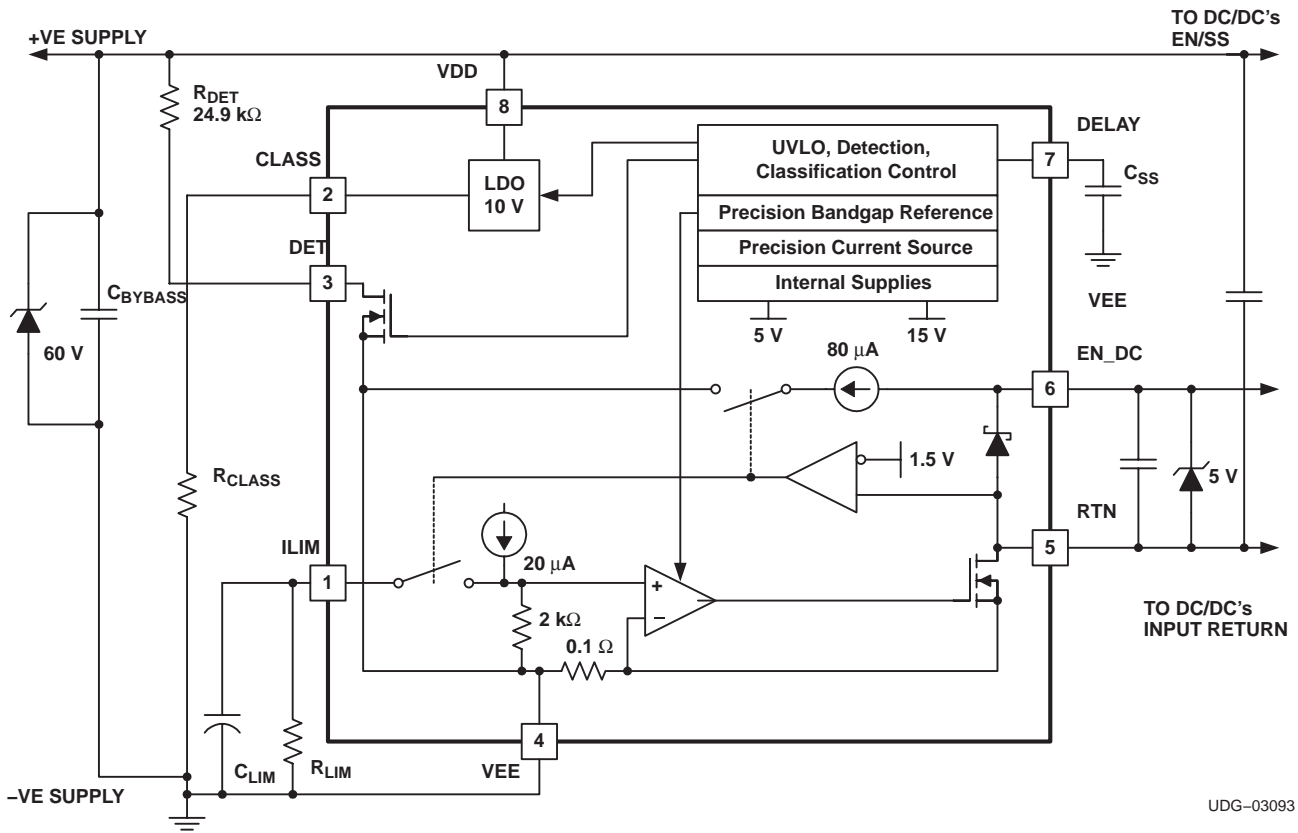 TO DC/DC's
EN/SS
+VE SUPPLY
VDD
RDET
24.9 kΩ
8
DELAY
UVLO, Detection,
Classification Control
7
CSS
CLASS
2
LDO
10 V
Precision Bandgap Reference
Precision Current Source
Internal Supplies
DET
3
CBYBASS
60 V
5 V
15 V
VEE
80 μA
EN_DC
6
1.5 V
5 V
RCLASS
RTN
5
ILIM
1
20 μA
+
−
2 kΩ
0.1 Ω
TO DC/DC's
INPUT RETURN
4
VEE
CLIM
RLIM
−VE SUPPLY
UDG−03093